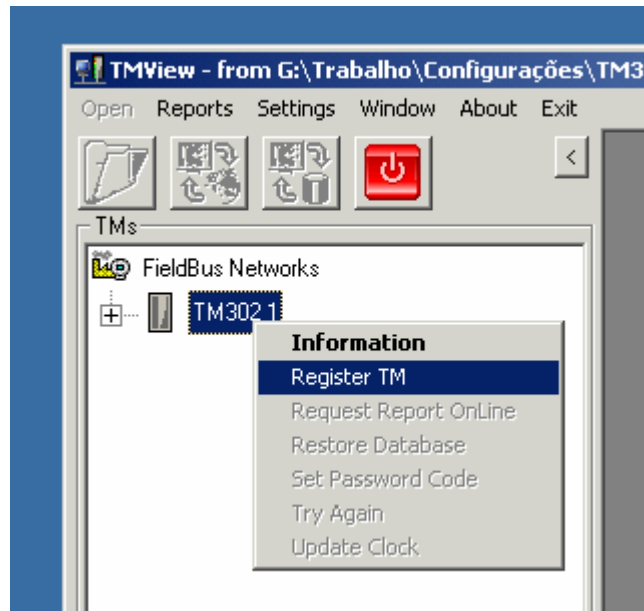 TMView - from G:\Trabalho\Configurações\TM3
Open Reports Settings Window About Exit
<
TMs
FieldBus Networks
TM302 1
Information
Register TM
Request Report OnLine
Restore Database
Set Password Code
Try Again
Update Clock